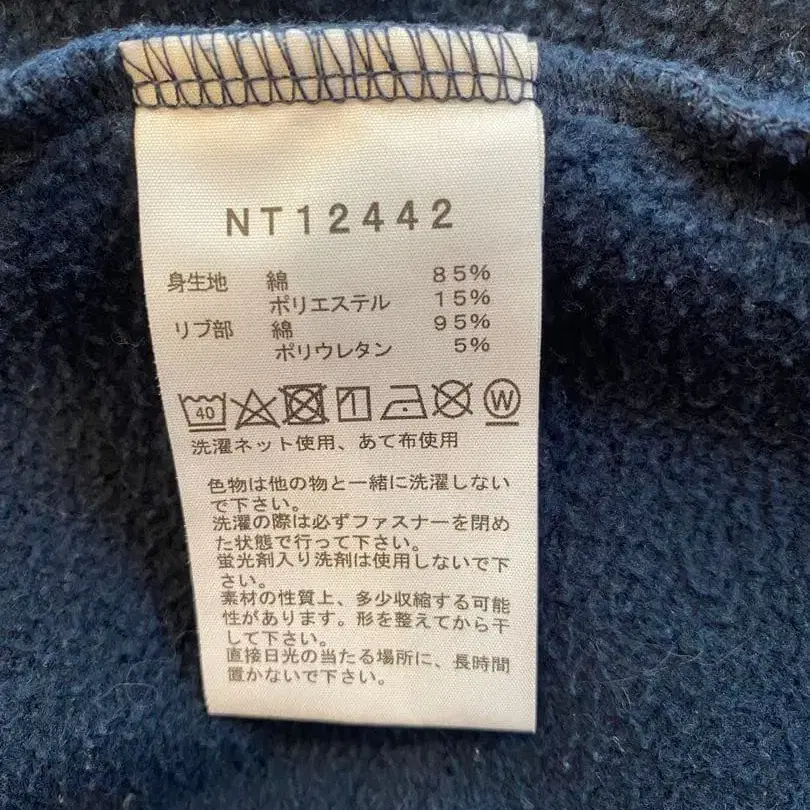 NT12442
身生地 綿 85%
ポリエステル 15%
リブ部 綿 95%
ポリウレタン 5%
40 W
洗濯ネット使用、あて布使用
色物は他の物と一緒に洗濯しない
で下さい。
洗濯の際は必ずファスナーを閉め
た状態で行って下さい。
蛍光剤入り洗剤は使用しないで下
さい。
素材の性質上、多少収縮する可能
性があります。形を整えてから干
して下さい。
直接日光の当たる場所に、長時間
置かないで下さい。